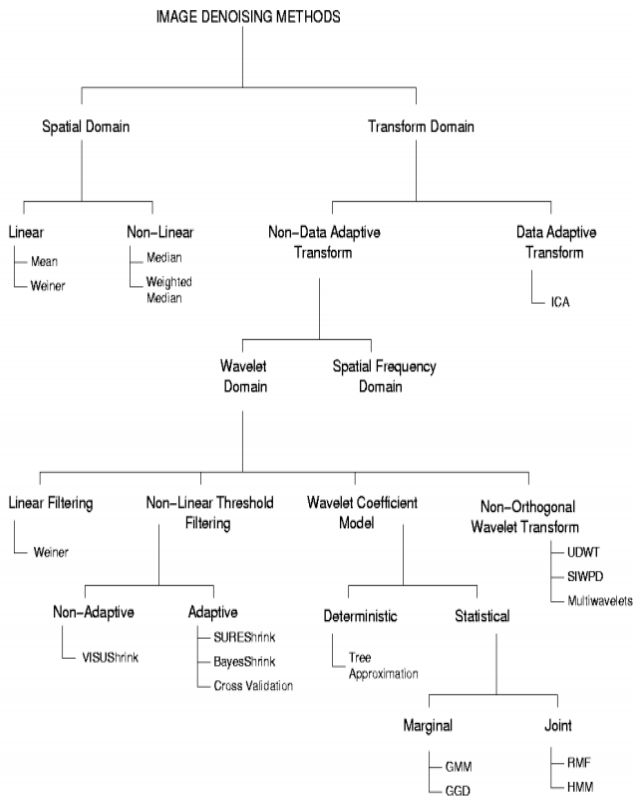 IMAGE DENOISING METHODS
Spatial Domain
Transform Domain
Linear
Mean
Weiner
Non-Linear
Median
Weighted
Median
Non-Data Adaptive
Transform
Data Adaptive
Transform
ICA
Wavelet
Domain
Spatial Frequency
Domain
Linear Filtering
Weiner
Non-Linear Threshold
Filtering
Wavelet Coefficient
Model
Non-Orthogonal
Wavelet Transform
UDWT
SIWPD
Multiwavelets
Non-Adaptive
VISUShrink
Adaptive
SUREShrink
BayesShrink
Cross Validation
Deterministic
Tree
Approximation
Statistical
Marginal
GMM
GGD
Joint
RMF
HMM